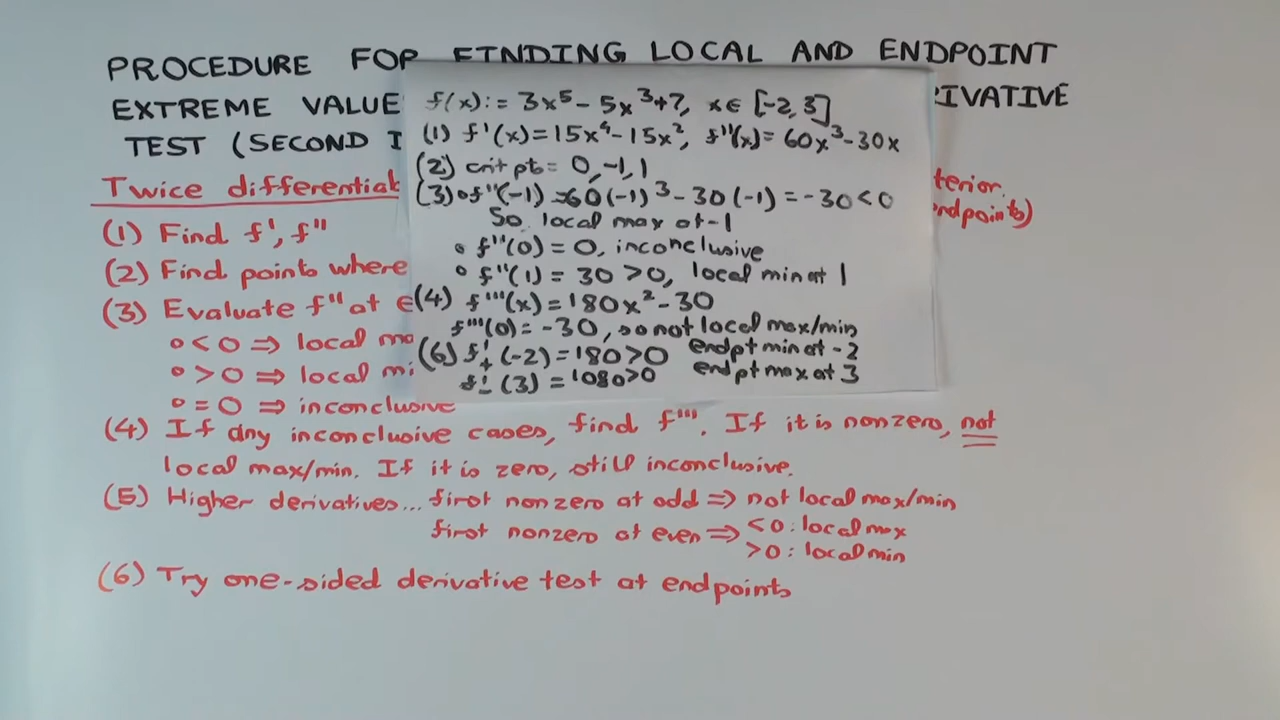 PROCEDURE FOR FINDING LOCAL AND ENDPOINT
EXTREME VALUE
IVATIVE
TEST (SECOND
Twice differential
terior
ndpoints)
(1) Find f', f''
(2) Find points where
(3) Evaluate f'' at
o < 0 ⇒ local ma
o > 0 ⇒ local mi
o = 0 ⇒ inconclusive
(4) If any inconclusive cases, find f'''. If it is nonzero, not
local max/min. If it is zero, still inconclusive.
(5) Higher derivatives... first nonzero at odd ⇒ not local max/min
first nonzero at even ⇒ <0: local max
>0: local min
(6) Try one-sided derivative test at endpoints
f(x) := 3x⁵ - 5x³+7, x∈ [-2,3]
(1) f'(x) = 15x⁴ - 15x², f''(x) = 60x³ - 30x
(2) crit pts = 0, -1, 1
(3) o f''(-1) = 60(-1)³ - 30(-1) = -30 < 0
So local max at -1
o f''(0) = 0, inconclusive
o f''(1) = 30 > 0, local min at 1
(4) f'''(x) = 180x² - 30
f'''(0) = -30, so not local max/min
(6) f'₊(-2) = 180 > 0 endpt min at -2
f'₋(3) = 1080 > 0 endpt max at 3